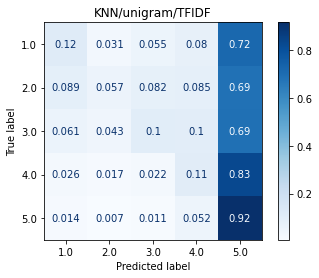 KNN/unigram/TFIDF
1.0 0.12 0.031 0.055 0.08 0.72
2.0 0.089 0.057 0.082 0.085 0.69
3.0 0.061 0.043 0.1 0.1 0.69
4.0 0.026 0.017 0.022 0.11 0.83
5.0 0.014 0.007 0.011 0.052 0.92
1.0 2.0 3.0 4.0 5.0
Predicted label
True label
0.8
0.6
0.4
0.2